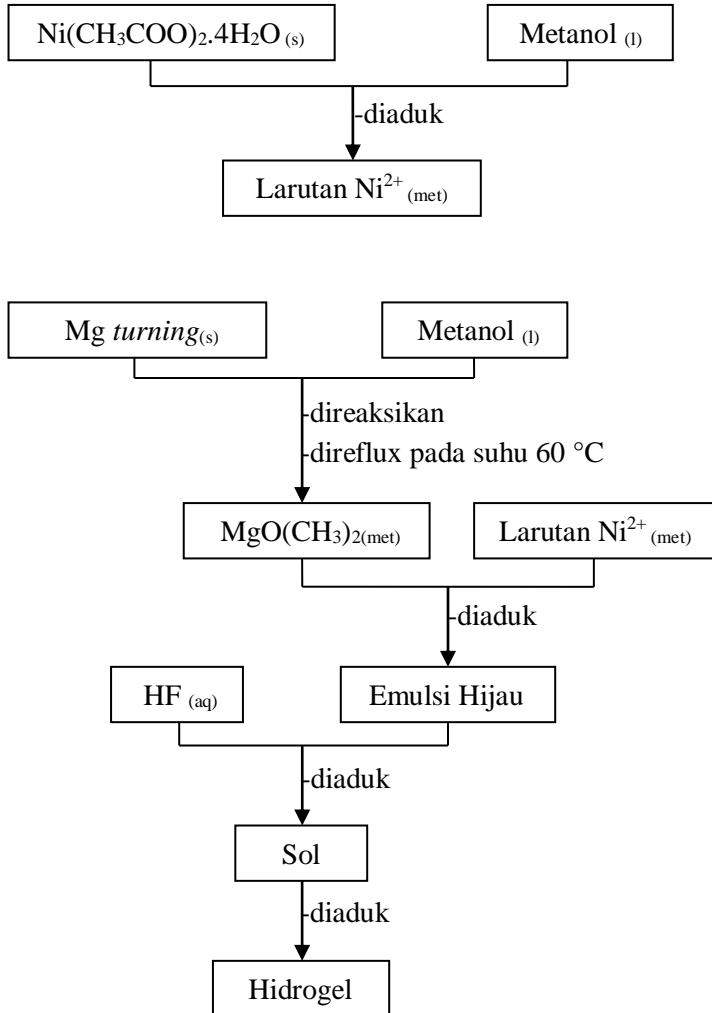 Ni(CH₃COO)₂.4H₂O (s)
Metanol (l)
-diaduk
Larutan Ni²⁺ (met)
Mg turning(s)
Metanol (l)
-direaksikan
-direflux pada suhu 60 °C
MgO(CH₃)₂(met)
Larutan Ni²⁺ (met)
-diaduk
HF (aq)
Emulsi Hijau
-diaduk
Sol
-diaduk
Hidrogel